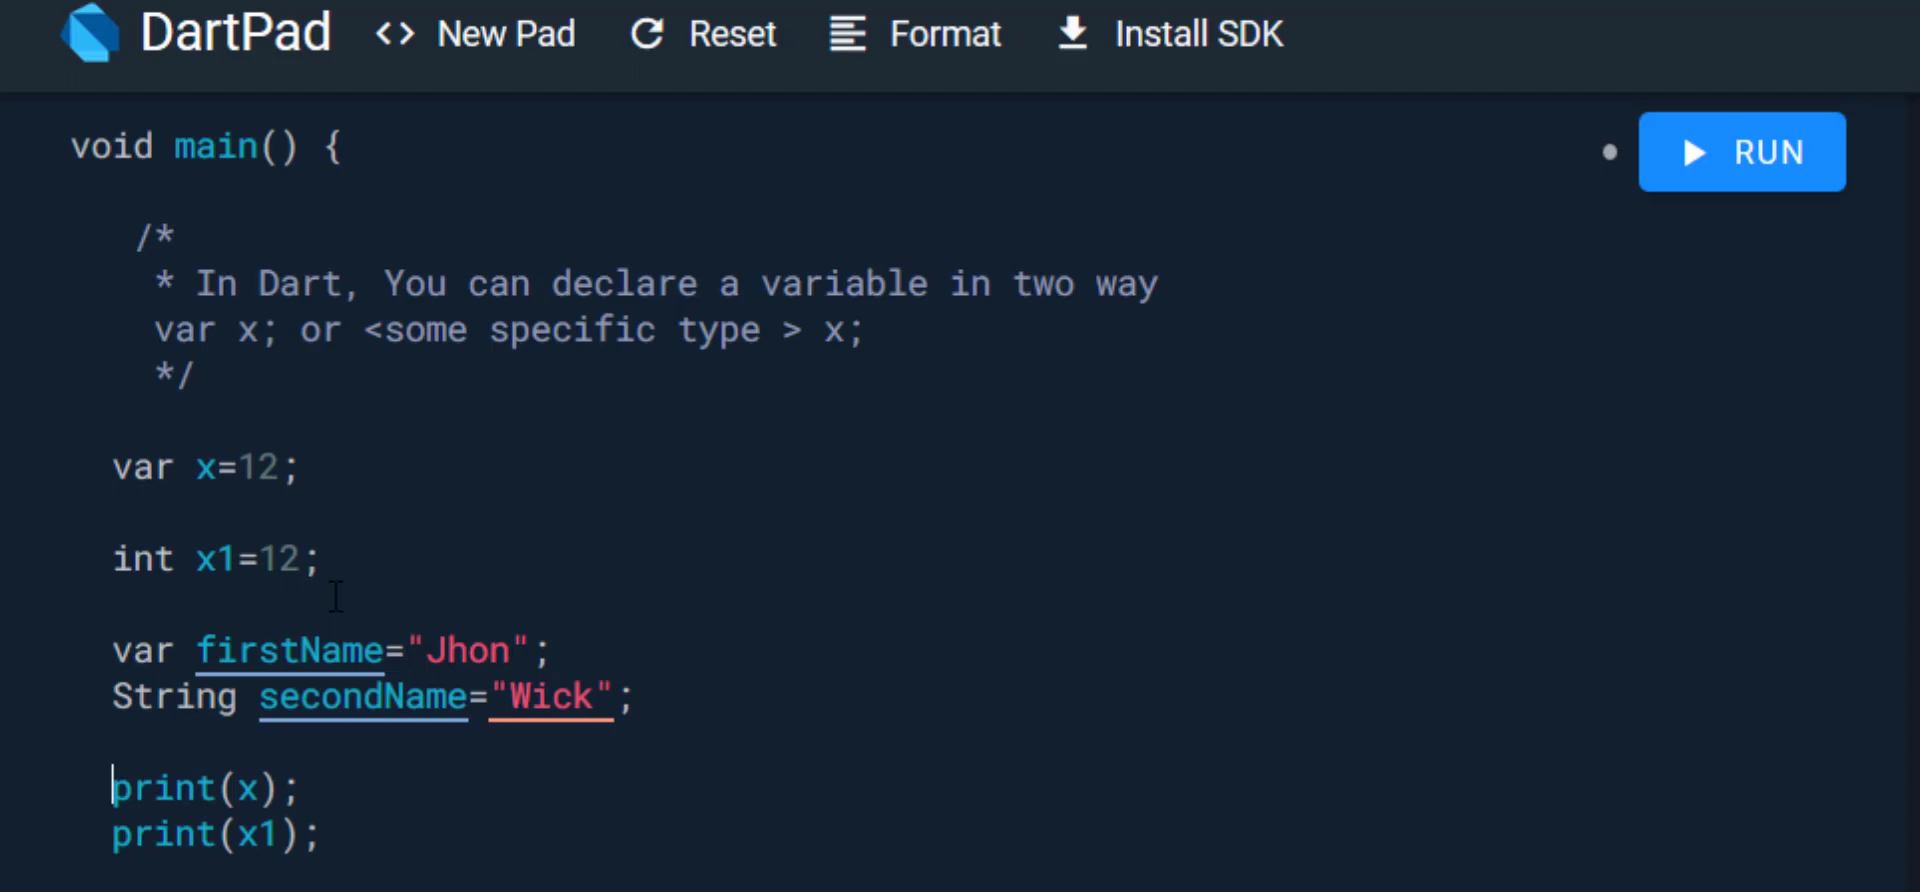 DartPad <> New Pad Reset Format Install SDK
void main() {
RUN
/*
* In Dart, You can declare a variable in two way
var x; or <some specific type > x;
*/
var x=12;
int x1=12;
var firstName="Jhon";
String secondName="Wick";
print(x);
print(x1);